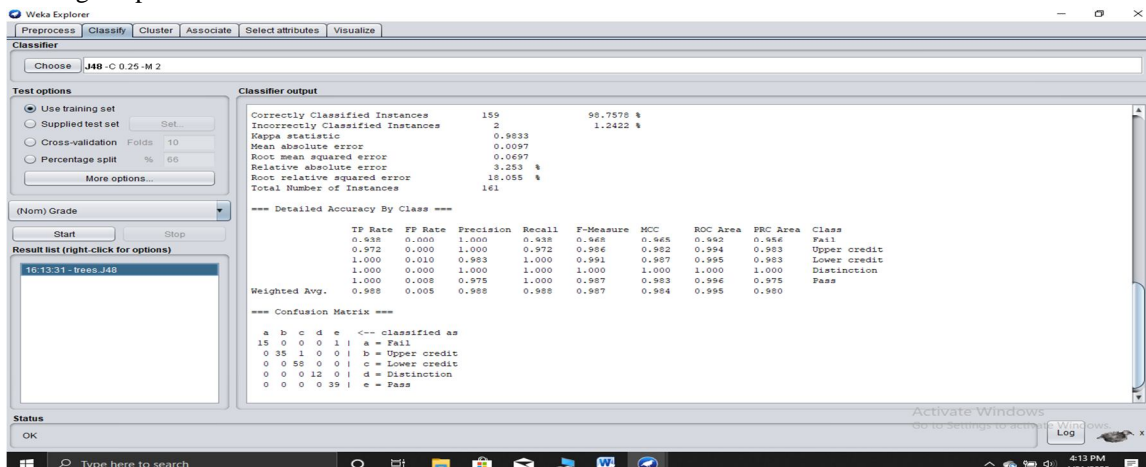 Weka Explorer
Preprocess Classify Cluster Associate Select attributes Visualize
Classifier
Choose J48 -C 0.25 -M 2
Test options
Use training set
Supplied test set Set...
Cross-validation Folds 10
Percentage split % 66
More options...
(Nom) Grade
Start Stop
Result list (right-click for options)
16:13:31 - trees.J48
Classifier output
Correctly Classified Instances 159 98.7578 %
Incorrectly Classified Instances 2 1.2422 %
Kappa statistic 0.9833
Mean absolute error 0.0097
Root mean squared error 0.0697
Relative absolute error 3.253 %
Root relative squared error 18.055 %
Total Number of Instances 161
=== Detailed Accuracy By Class ===
TP Rate FP Rate Precision Recall F-Measure MCC ROC Area PRC Area Class
0.938 0.000 1.000 0.938 0.968 0.965 0.992 0.956 Fail
0.972 0.000 1.000 0.972 0.986 0.982 0.994 0.983 Upper credit
1.000 0.010 0.983 1.000 0.991 0.987 0.995 0.983 Lower credit
1.000 0.000 1.000 1.000 1.000 1.000 1.000 1.000 Distinction
1.000 0.008 0.975 1.000 0.987 0.983 0.996 0.975 Pass
Weighted Avg. 0.988 0.005 0.988 0.988 0.987 0.984 0.995 0.980
=== Confusion Matrix ===
a b c d e <-- classified as
15 0 0 0 1 | a = Fail
0 35 1 0 0 | b = Upper credit
0 0 58 0 0 | c = Lower credit
0 0 0 12 0 | d = Distinction
0 0 0 0 39 | e = Pass
Status
OK
Activate Windows
Go to Settings to activate Windows.
Log x
Type here to search
4:13 PM